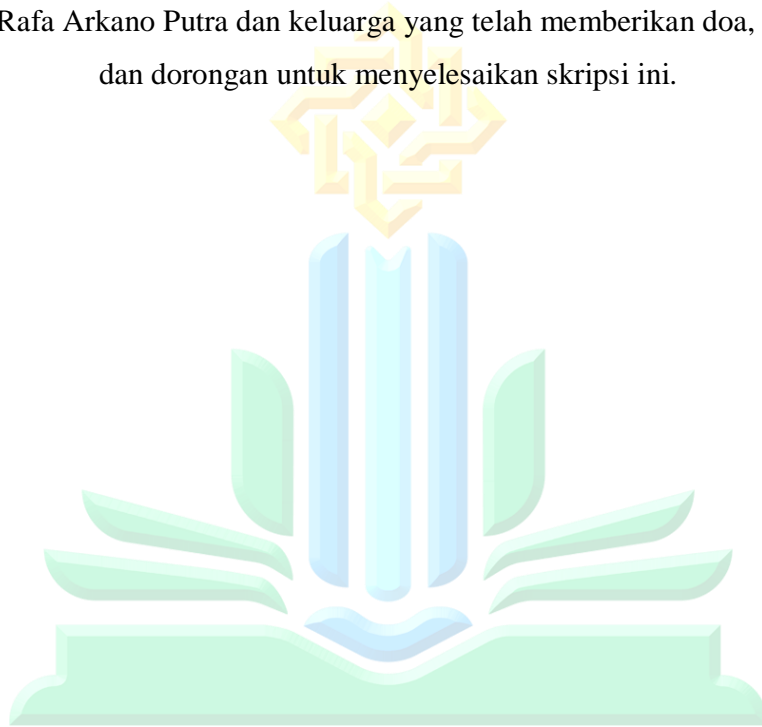 Rafa Arkano Putra dan keluarga yang telah memberikan doa,
dan dorongan untuk menyelesaikan skripsi ini.